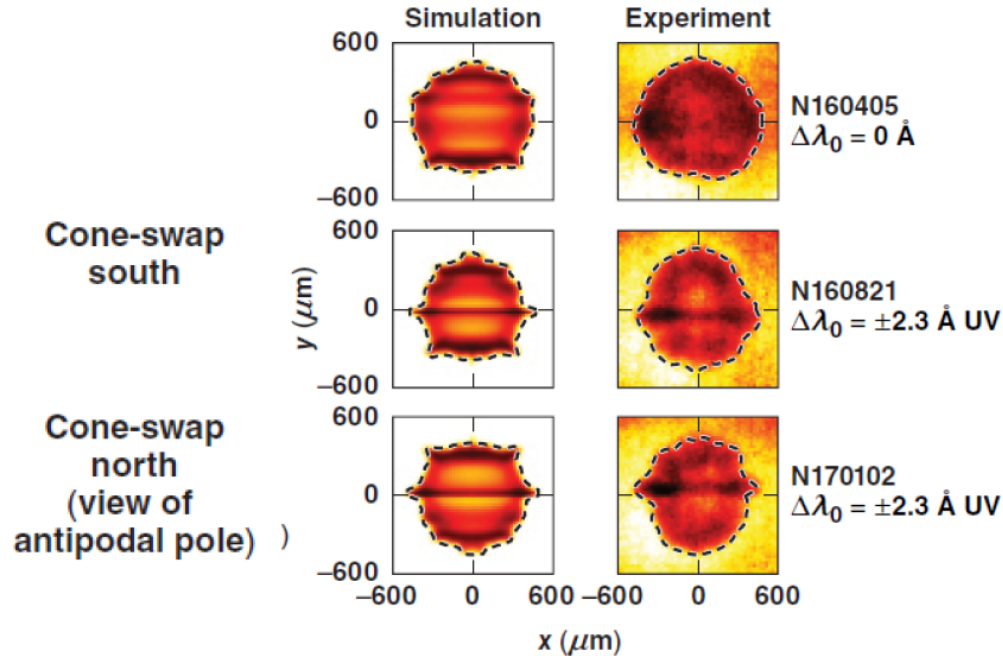 Simulation Experiment
600
0
–600
N160405
Δλ₀ = 0 Å
Cone-swap
south
600
0
–600
y (μm)
N160821
Δλ₀ = ±2.3 Å UV
Cone-swap
north
(view of
antipodal pole) )
600
0
–600
N170102
Δλ₀ = ±2.3 Å UV
–600 0 600 –600 0 600
x (μm)